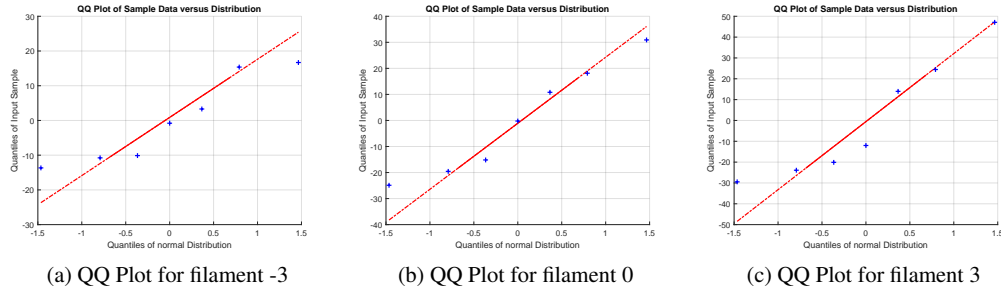 QQ Plot of Sample Data versus Distribution
30
20
10
0
-10
-20
-30
Quantiles of Input Sample
-1.5 -1 -0.5 0 0.5 1 1.5
Quantiles of normal Distribution
(a) QQ Plot for filament -3
QQ Plot of Sample Data versus Distribution
40
30
20
10
0
-10
-20
-30
-40
Quantiles of Input Sample
-1.5 -1 -0.5 0 0.5 1 1.5
Quantiles of normal Distribution
(b) QQ Plot for filament 0
QQ Plot of Sample Data versus Distribution
50
40
30
20
10
0
-10
-20
-30
-40
-50
Quantiles of Input Sample
-1.5 -1 -0.5 0 0.5 1 1.5
Quantiles of normal Distribution
(c) QQ Plot for filament 3